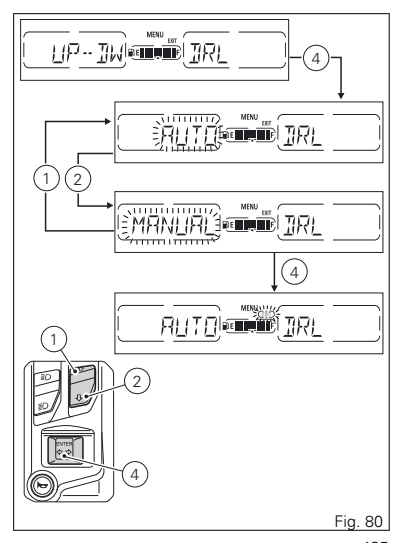 MENU
EXIT
UP--DW E F DRL
4
MENU
EXIT
AUTO E F DRL
1 2
MENU
EXIT
MANUAL E F DRL
4
MENU
AUTO E F DRL
1
2
ENTER
4
Fig. 80